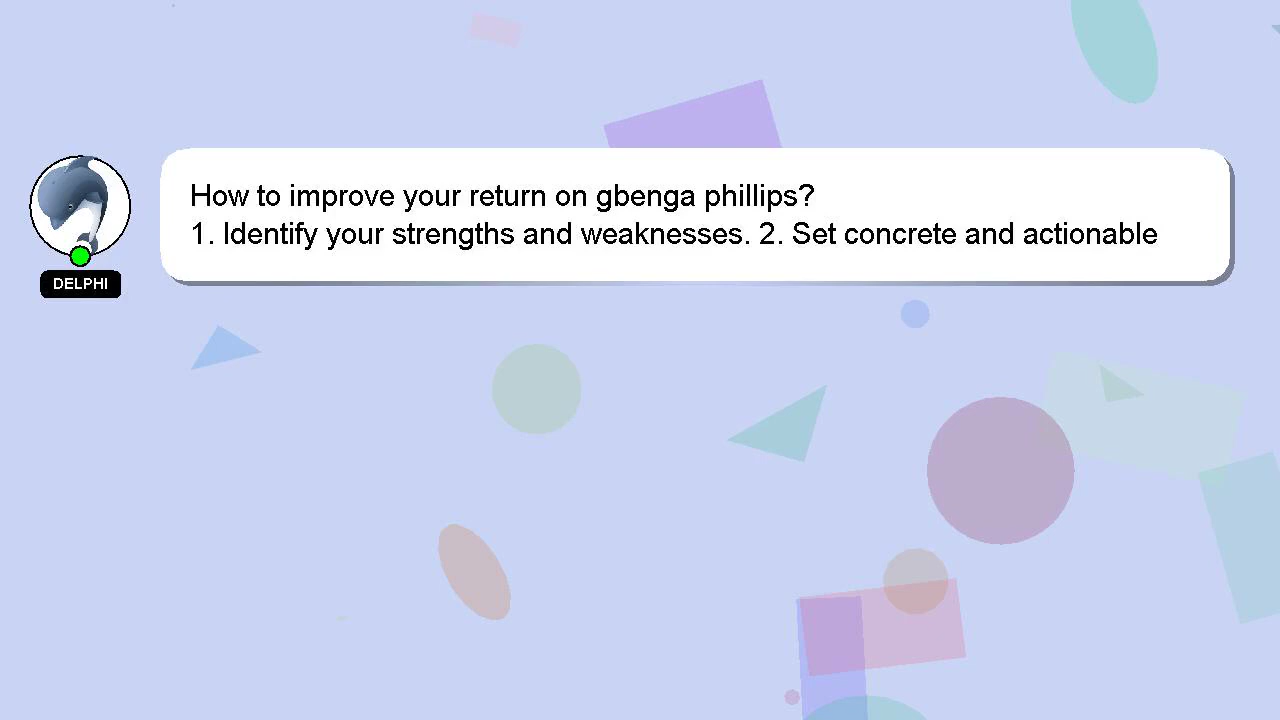 How to improve your return on gbenga phillips?
1. Identify your strengths and weaknesses. 2. Set concrete and actionable
DELPHI